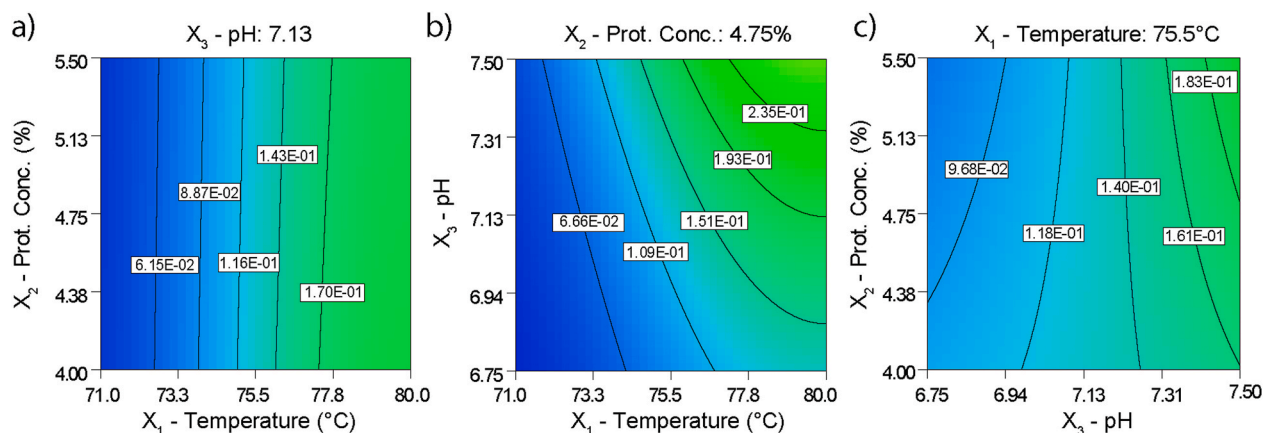 a)
X3 - pH: 7.13
X2 - Prot. Conc. (%)
5.50
5.13
4.75
4.38
4.00
1.43E-01
8.87E-02
6.15E-02
1.16E-01
1.70E-01
71.0 73.3 75.5 77.8 80.0
X1 - Temperature (°C)
b)
X2 - Prot. Conc.: 4.75%
X3 - pH
7.50
7.31
7.13
6.94
6.75
2.35E-01
1.93E-01
6.66E-02
1.51E-01
1.09E-01
71.0 73.3 75.5 77.8 80.0
X1 - Temperature (°C)
c)
X1 - Temperature: 75.5°C
X2 - Prot. Conc. (%)
5.50
5.13
4.75
4.38
4.00
1.83E-01
9.68E-02
1.40E-01
1.18E-01
1.61E-01
6.75 6.94 7.13 7.31 7.50
X3 - pH